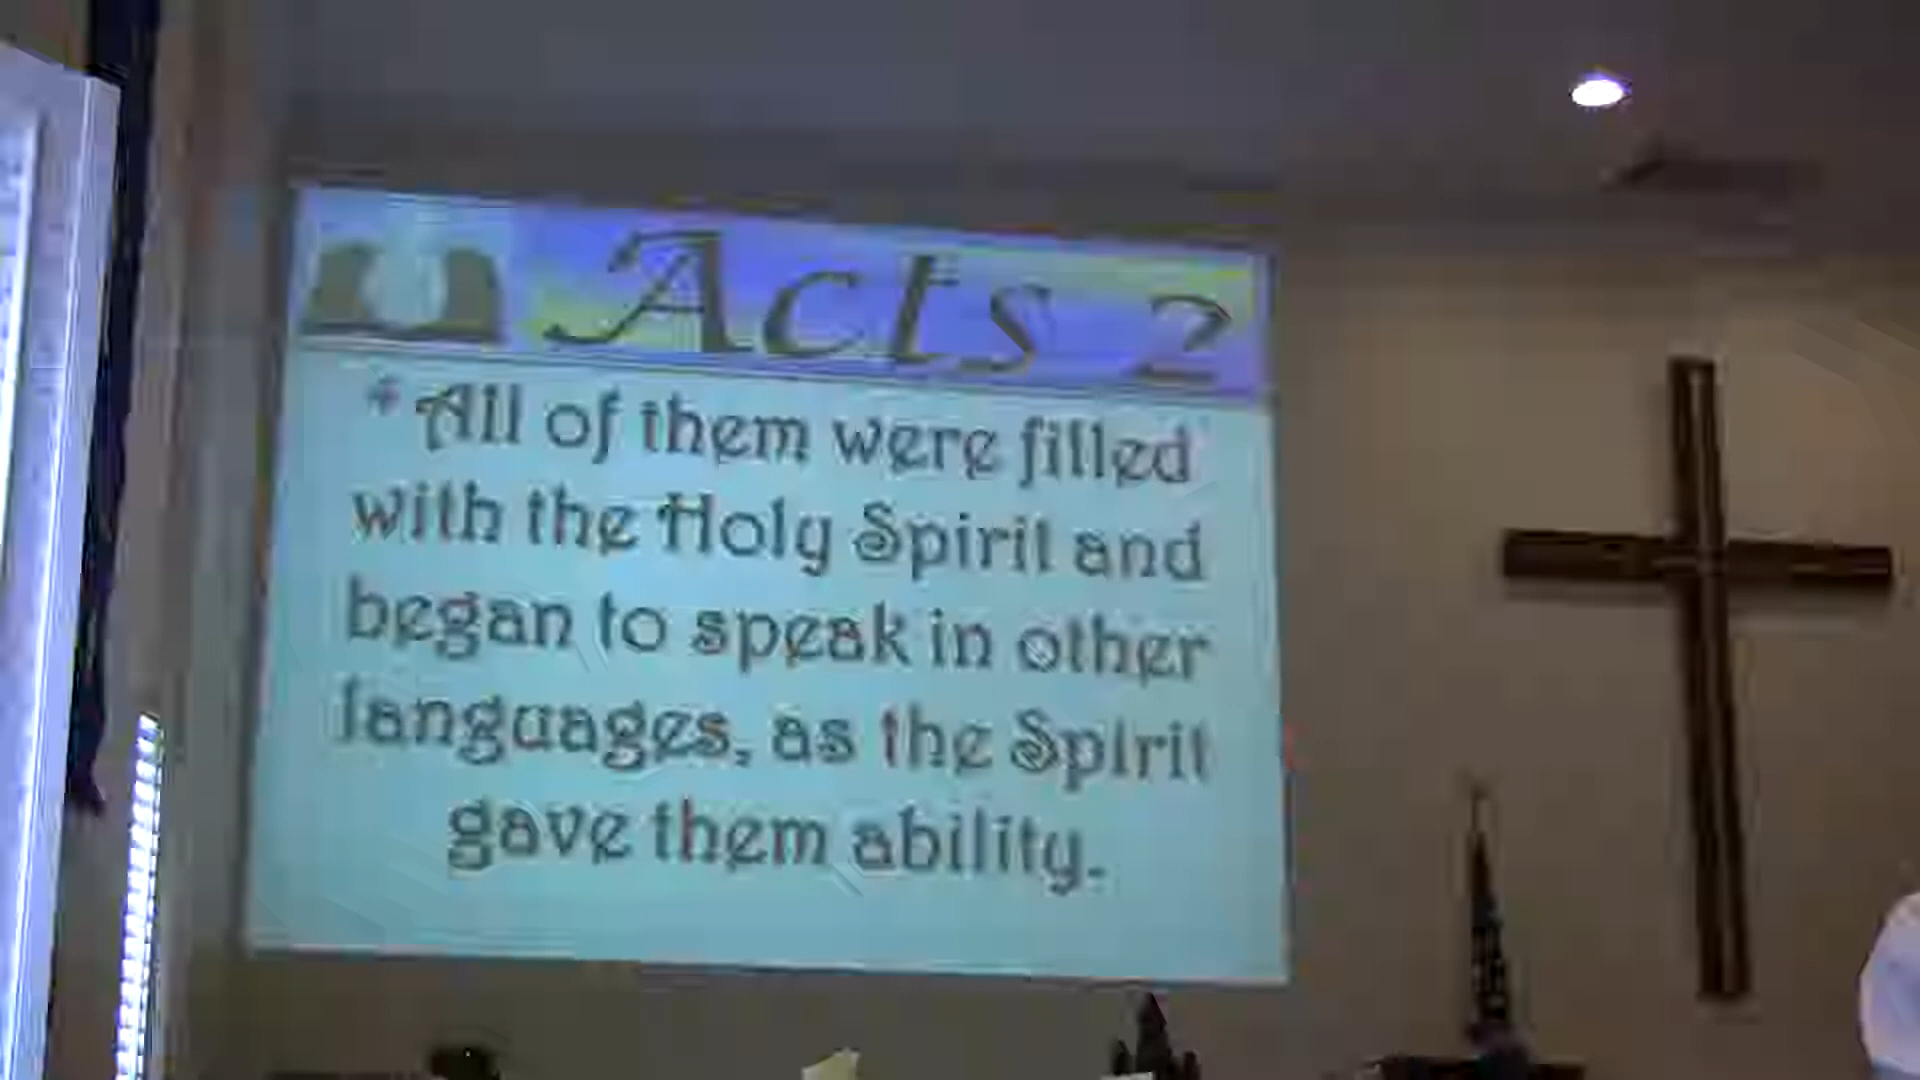 Acts 2
4 All of them were filled
with the Holy Spirit and
began to speak in other
languages, as the Spirit
gave them ability.